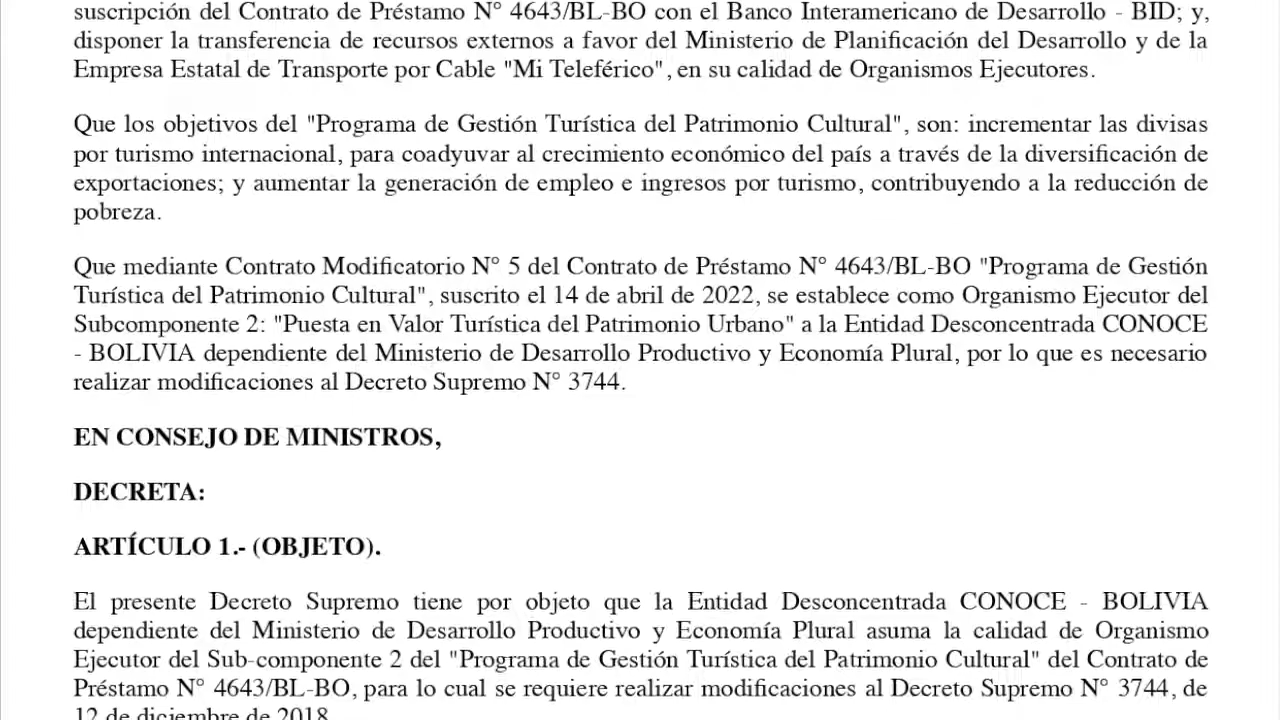 suscripción del Contrato de Préstamo N° 4643/BL-BO con el Banco Interamericano de Desarrollo - BID; y,
disponer la transferencia de recursos externos a favor del Ministerio de Planificación del Desarrollo y de la
Empresa Estatal de Transporte por Cable "Mi Teleférico", en su calidad de Organismos Ejecutores.
Que los objetivos del "Programa de Gestión Turística del Patrimonio Cultural", son: incrementar las divisas
por turismo internacional, para coadyuvar al crecimiento económico del país a través de la diversificación de
exportaciones; y aumentar la generación de empleo e ingresos por turismo, contribuyendo a la reducción de
pobreza.
Que mediante Contrato Modificatorio N° 5 del Contrato de Préstamo N° 4643/BL-BO "Programa de Gestión
Turística del Patrimonio Cultural", suscrito el 14 de abril de 2022, se establece como Organismo Ejecutor del
Subcomponente 2: "Puesta en Valor Turística del Patrimonio Urbano" a la Entidad Desconcentrada CONOCE
- BOLIVIA dependiente del Ministerio de Desarrollo Productivo y Economía Plural, por lo que es necesario
realizar modificaciones al Decreto Supremo N° 3744.
EN CONSEJO DE MINISTROS,
DECRETA:
ARTÍCULO 1.- (OBJETO).
El presente Decreto Supremo tiene por objeto que la Entidad Desconcentrada CONOCE - BOLIVIA
dependiente del Ministerio de Desarrollo Productivo y Economía Plural asuma la calidad de Organismo
Ejecutor del Sub-componente 2 del "Programa de Gestión Turística del Patrimonio Cultural" del Contrato de
Préstamo N° 4643/BL-BO, para lo cual se requiere realizar modificaciones al Decreto Supremo N° 3744, de
12 de diciembre de 2018.